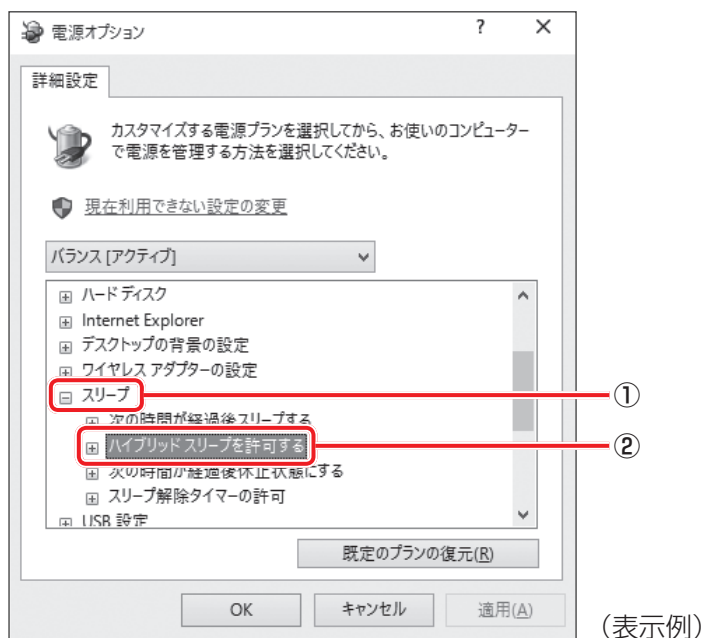 電源オプション ? ×
詳細設定
カスタマイズする電源プランを選択してから、お使いのコンピューター
で電源を管理する方法を選択してください。
現在利用できない設定の変更
バランス [アクティブ]
ハード ディスク
Internet Explorer
デスクトップの背景の設定
ワイヤレス アダプターの設定
スリープ ①
次の時間が経過後スリープする
ハイブリッド スリープを許可する ②
次の時間が経過後休止状態にする
スリープ解除タイマーの許可
USB 設定
既定のプランの復元(R)
OK キャンセル 適用(A)
（表示例）